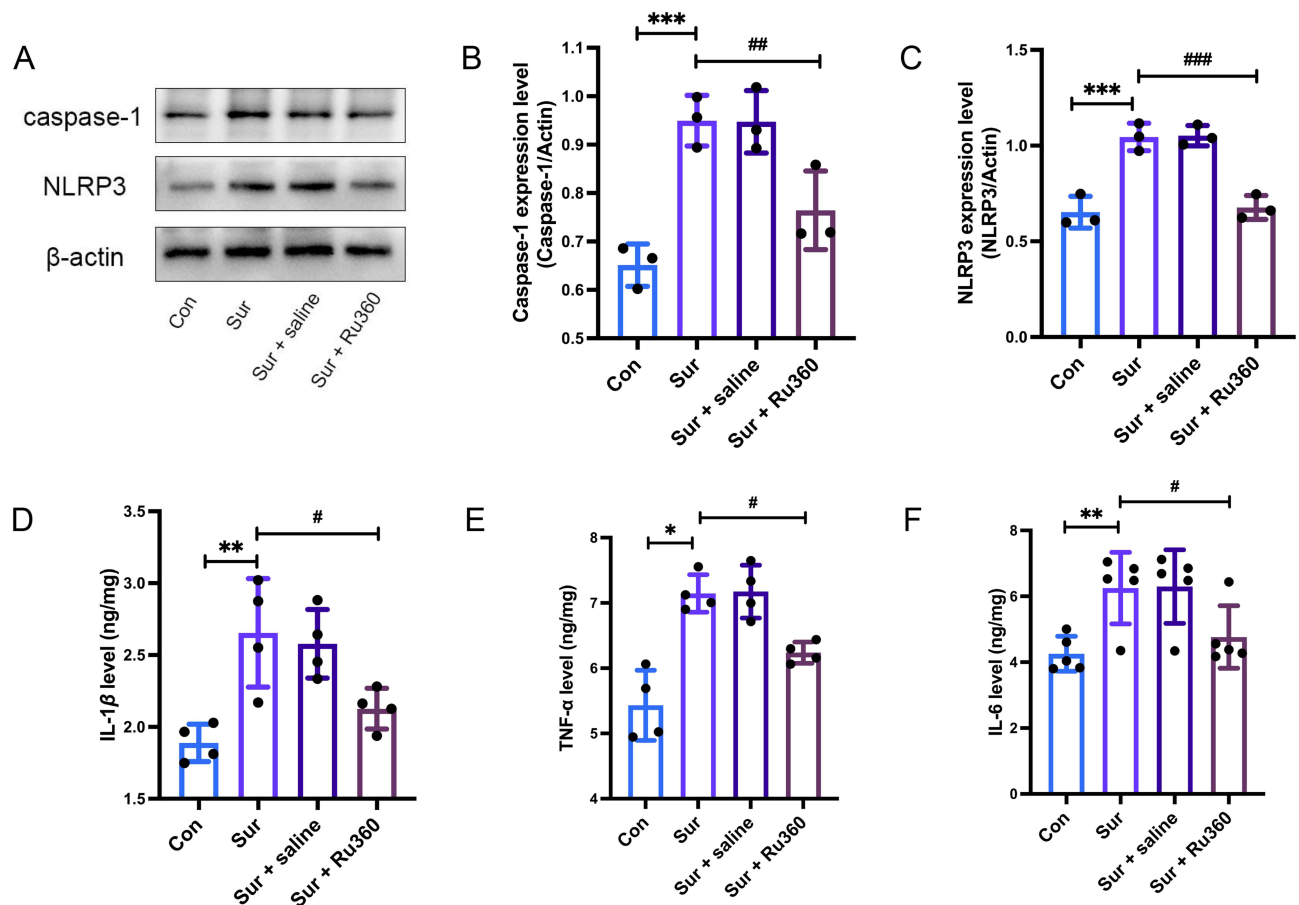 A
caspase-1
NLRP3
β-actin
Con
Sur
Sur + saline
Sur + Ru360
B
***
##
Caspase-1 expression level
(Caspase-1/Actin)
1.1
1.0
0.9
0.8
0.7
0.6
0.5
Con
Sur
Sur + saline
Sur + Ru360
C
***
###
NLRP3 expression level
(NLRP3/Actin)
1.5
1.0
0.5
0.0
Con
Sur
Sur + saline
Sur + Ru360
D
**
#
IL-1β level (ng/mg)
3.5
3.0
2.5
2.0
1.5
Con
Sur
Sur + saline
Sur + Ru360
E
*
#
TNF-α level (ng/mg)
8
7
6
5
4
Con
Sur
Sur + saline
Sur + Ru360
F
**
#
IL-6 level (ng/mg)
8
6
4
2
0
Con
Sur
Sur + saline
Sur + Ru360